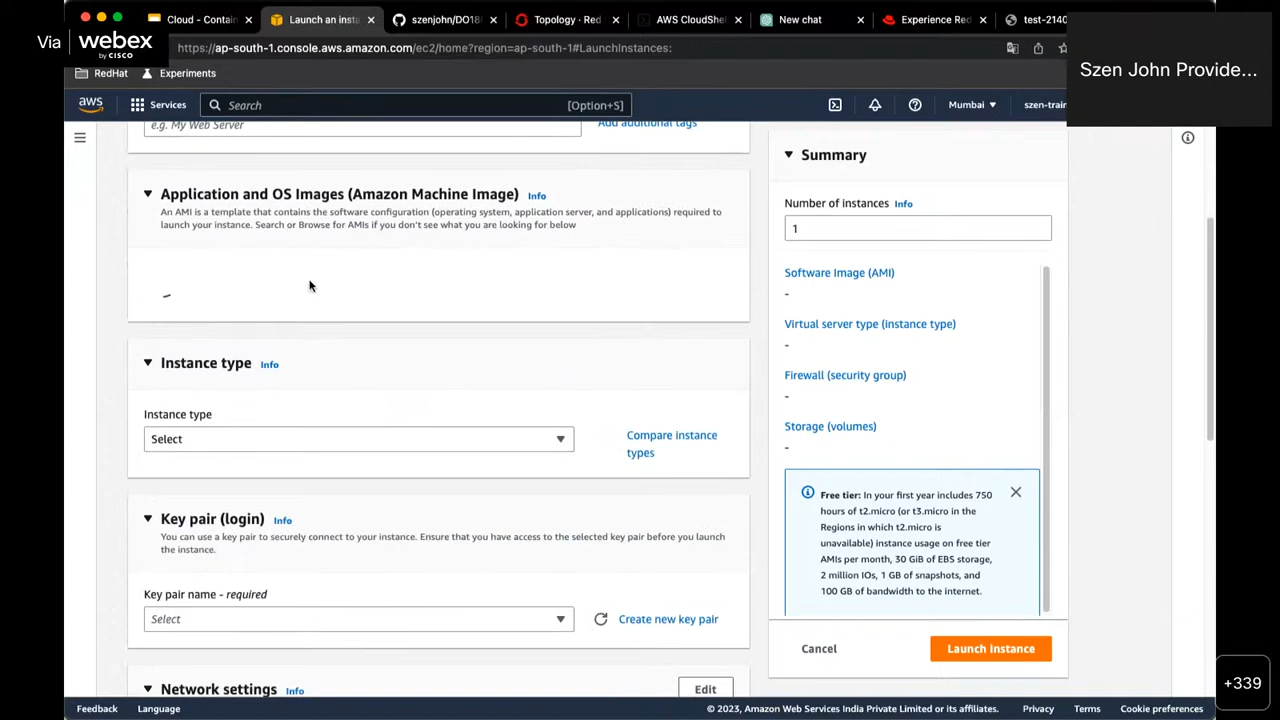 Cloud - Contain
Launch an insta
szenjohn/DO18
Topology - Red
AWS CloudShell
New chat
Experience Red
test-2140
Via
webex
by CISCO
https://ap-south-1.console.aws.amazon.com/ec2/home?region=ap-south-1#LaunchInstances:
Szen John Provide...
RedHat
Experiments
aws
Services
Search
[Option+S]
Mumbai
szen-train
e.g. My Web Server
Add additional tags
Application and OS Images (Amazon Machine Image)
Info
An AMI is a template that contains the software configuration (operating system, application server, and applications) required to
launch your instance. Search or Browse for AMIs if you don't see what you are looking for below
Instance type
Info
Instance type
Select
Compare instance
types
Key pair (login)
Info
You can use a key pair to securely connect to your instance. Ensure that you have access to the selected key pair before you launch
the instance.
Key pair name - required
Select
Create new key pair
Network settings
Info
Edit
Summary
Number of instances
Info
1
Software Image (AMI)
-
Virtual server type (instance type)
-
Firewall (security group)
-
Storage (volumes)
-
Free tier: In your first year includes 750
hours of t2.micro (or t3.micro in the
Regions in which t2.micro is
unavailable) instance usage on free tier
AMIs per month, 30 GiB of EBS storage,
2 million IOs, 1 GB of snapshots, and
100 GB of bandwidth to the internet.
Cancel
Launch instance
+339
Feedback
Language
© 2023, Amazon Web Services India Private Limited or its affiliates.
Privacy
Terms
Cookie preferences